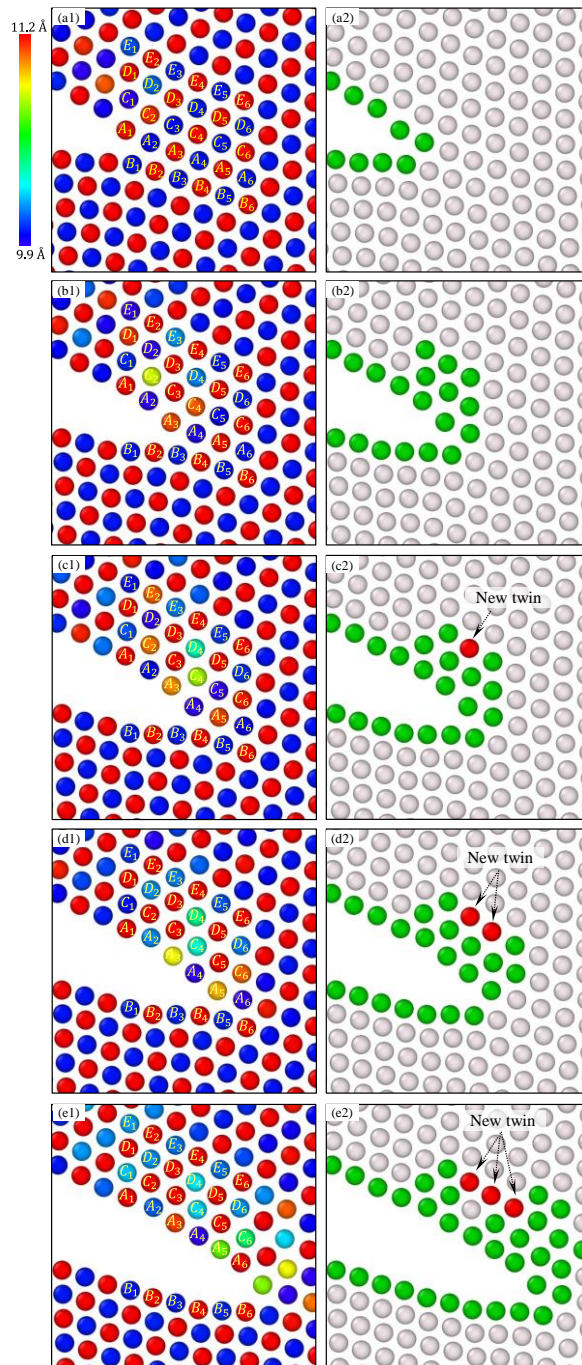 11.2 Å
9.9 Å
(a1)
E₁ E₂ E₃ E₄ E₅ E₆
D₁ D₂ D₃ D₄ D₅ D₆
C₁ C₂ C₃ C₄ C₅ C₆
A₁ A₂ A₃ A₄ A₅ A₆
B₁ B₂ B₃ B₄ B₅ B₆
(a2)
(b1)
E₁ E₂ E₃ E₄ E₅ E₆
D₁ D₂ D₃ D₄ D₅ D₆
C₁ C₂ C₃ C₄ C₅ C₆
A₁ A₂ A₃ A₄ A₅ A₆
B₁ B₂ B₃ B₄ B₅ B₆
(b2)
(c1)
E₁ E₂ E₃ E₄ E₅ E₆
D₁ D₂ D₃ D₄ D₅ D₆
C₁ C₂ C₃ C₄ C₅ C₆
A₁ A₂ A₃ A₄ A₅ A₆
B₁ B₂ B₃ B₄ B₅ B₆
(c2)
New twin
(d1)
E₁ E₂ E₃ E₄ E₅ E₆
D₁ D₂ D₃ D₄ D₅ D₆
C₁ C₂ C₃ C₄ C₅ C₆
A₁ A₂ A₃ A₄ A₅ A₆
B₁ B₂ B₃ B₄ B₅ B₆
(d2)
New twin
(e1)
E₁ E₂ E₃ E₄ E₅ E₆
D₁ D₂ D₃ D₄ D₅ D₆
C₁ C₂ C₃ C₄ C₅ C₆
A₁ A₂ A₃ A₄ A₅ A₆
B₁ B₂ B₃ B₄ B₅ B₆
(e2)
New twin